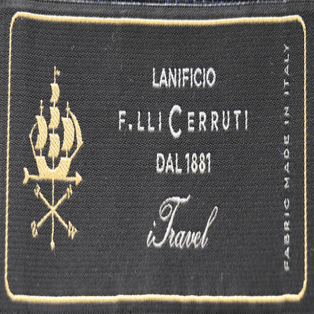 LANIFICIO
F.LLI CERRUTI
DAL 1881
iTravel
FABRIC MADE IN ITALY